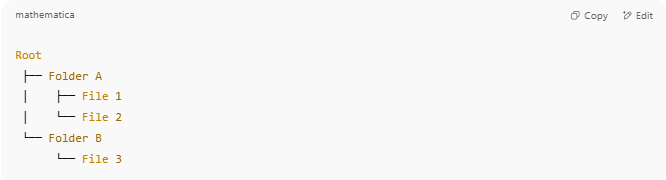 mathematica Copy Edit
Root
├── Folder A
│   ├── File 1
│   └── File 2
└── Folder B
    └── File 3